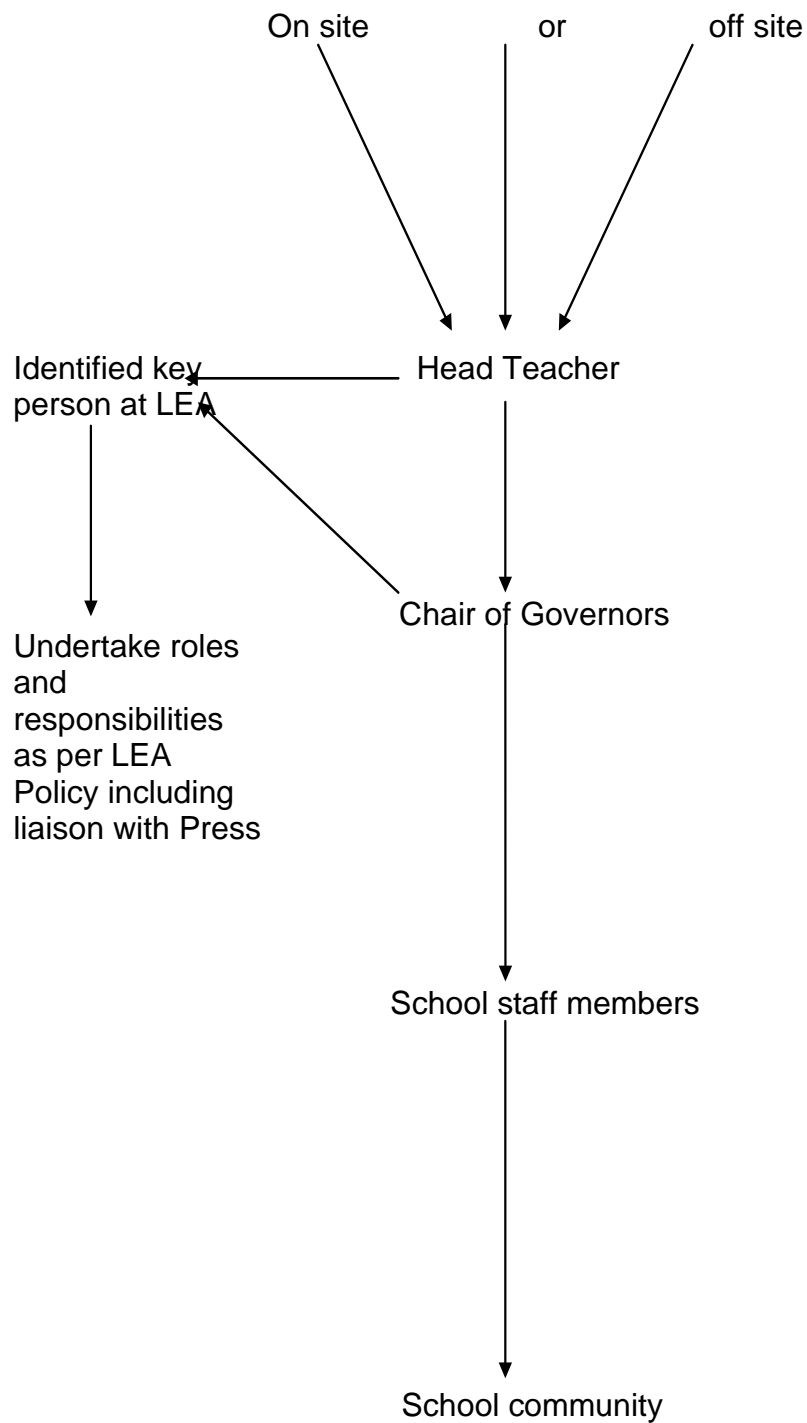 On site or off site
Identified key
person at LEA
Head Teacher
Chair of Governors
Undertake roles
and
responsibilities
as per LEA
Policy including
liaison with Press
School staff members
School community